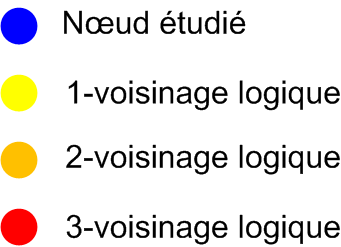 Nœud étudié
1-voisinage logique
2-voisinage logique
3-voisinage logique